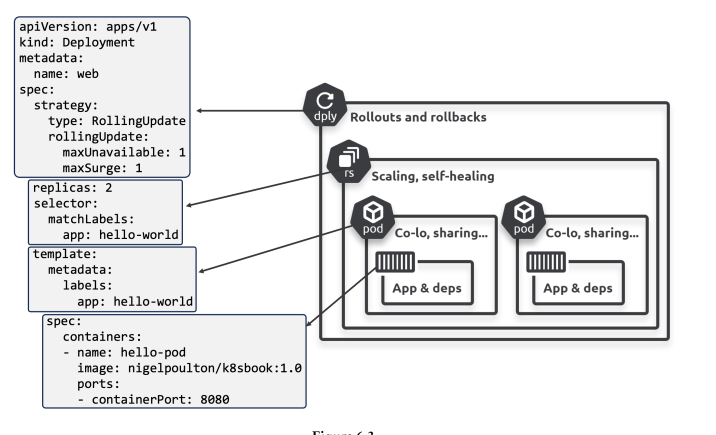 apiVersion: apps/v1
kind: Deployment
metadata:
  name: web
spec:
  strategy:
    type: RollingUpdate
    rollingUpdate:
      maxUnavailable: 1
      maxSurge: 1
  replicas: 2
  selector:
    matchLabels:
      app: hello-world
  template:
    metadata:
      labels:
        app: hello-world
    spec:
      containers:
      - name: hello-pod
        image: nigelpoulton/k8sbook:1.0
        ports:
        - containerPort: 8080
dply
Rollouts and rollbacks
rs
Scaling, self-healing
pod
Co-lo, sharing...
App & deps
pod
Co-lo, sharing...
App & deps